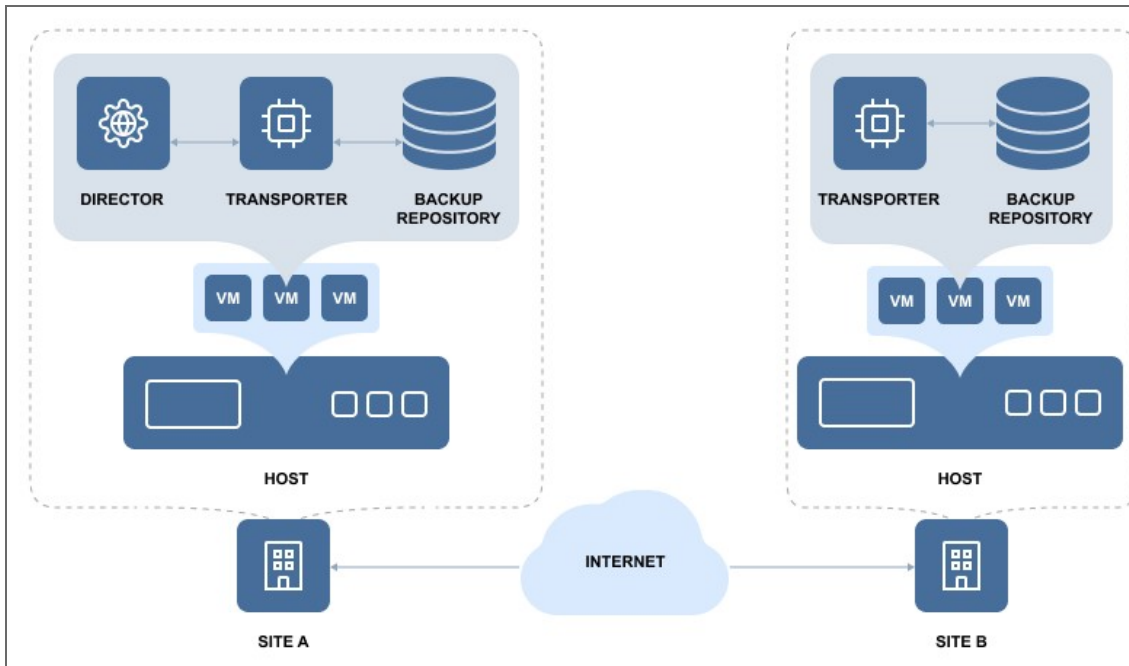 DIRECTOR
TRANSPORTER
BACKUP
REPOSITORY
VM
VM
VM
HOST
SITE A
INTERNET
TRANSPORTER
BACKUP
REPOSITORY
VM
VM
VM
HOST
SITE B